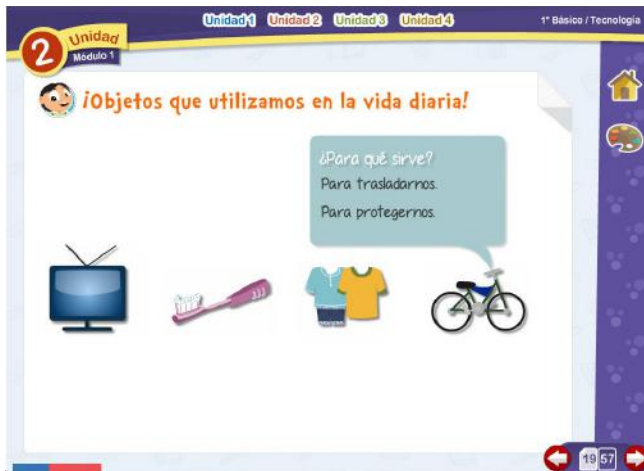 Unidad 1 Unidad 2 Unidad 3 Unidad 4
1° Básico / Tecnología
2 Unidad
Módulo 1
¡Objetos que utilizamos en la vida diaria!
¿Para qué sirve?
Para trasladarnos.
Para protegernos.
19 57